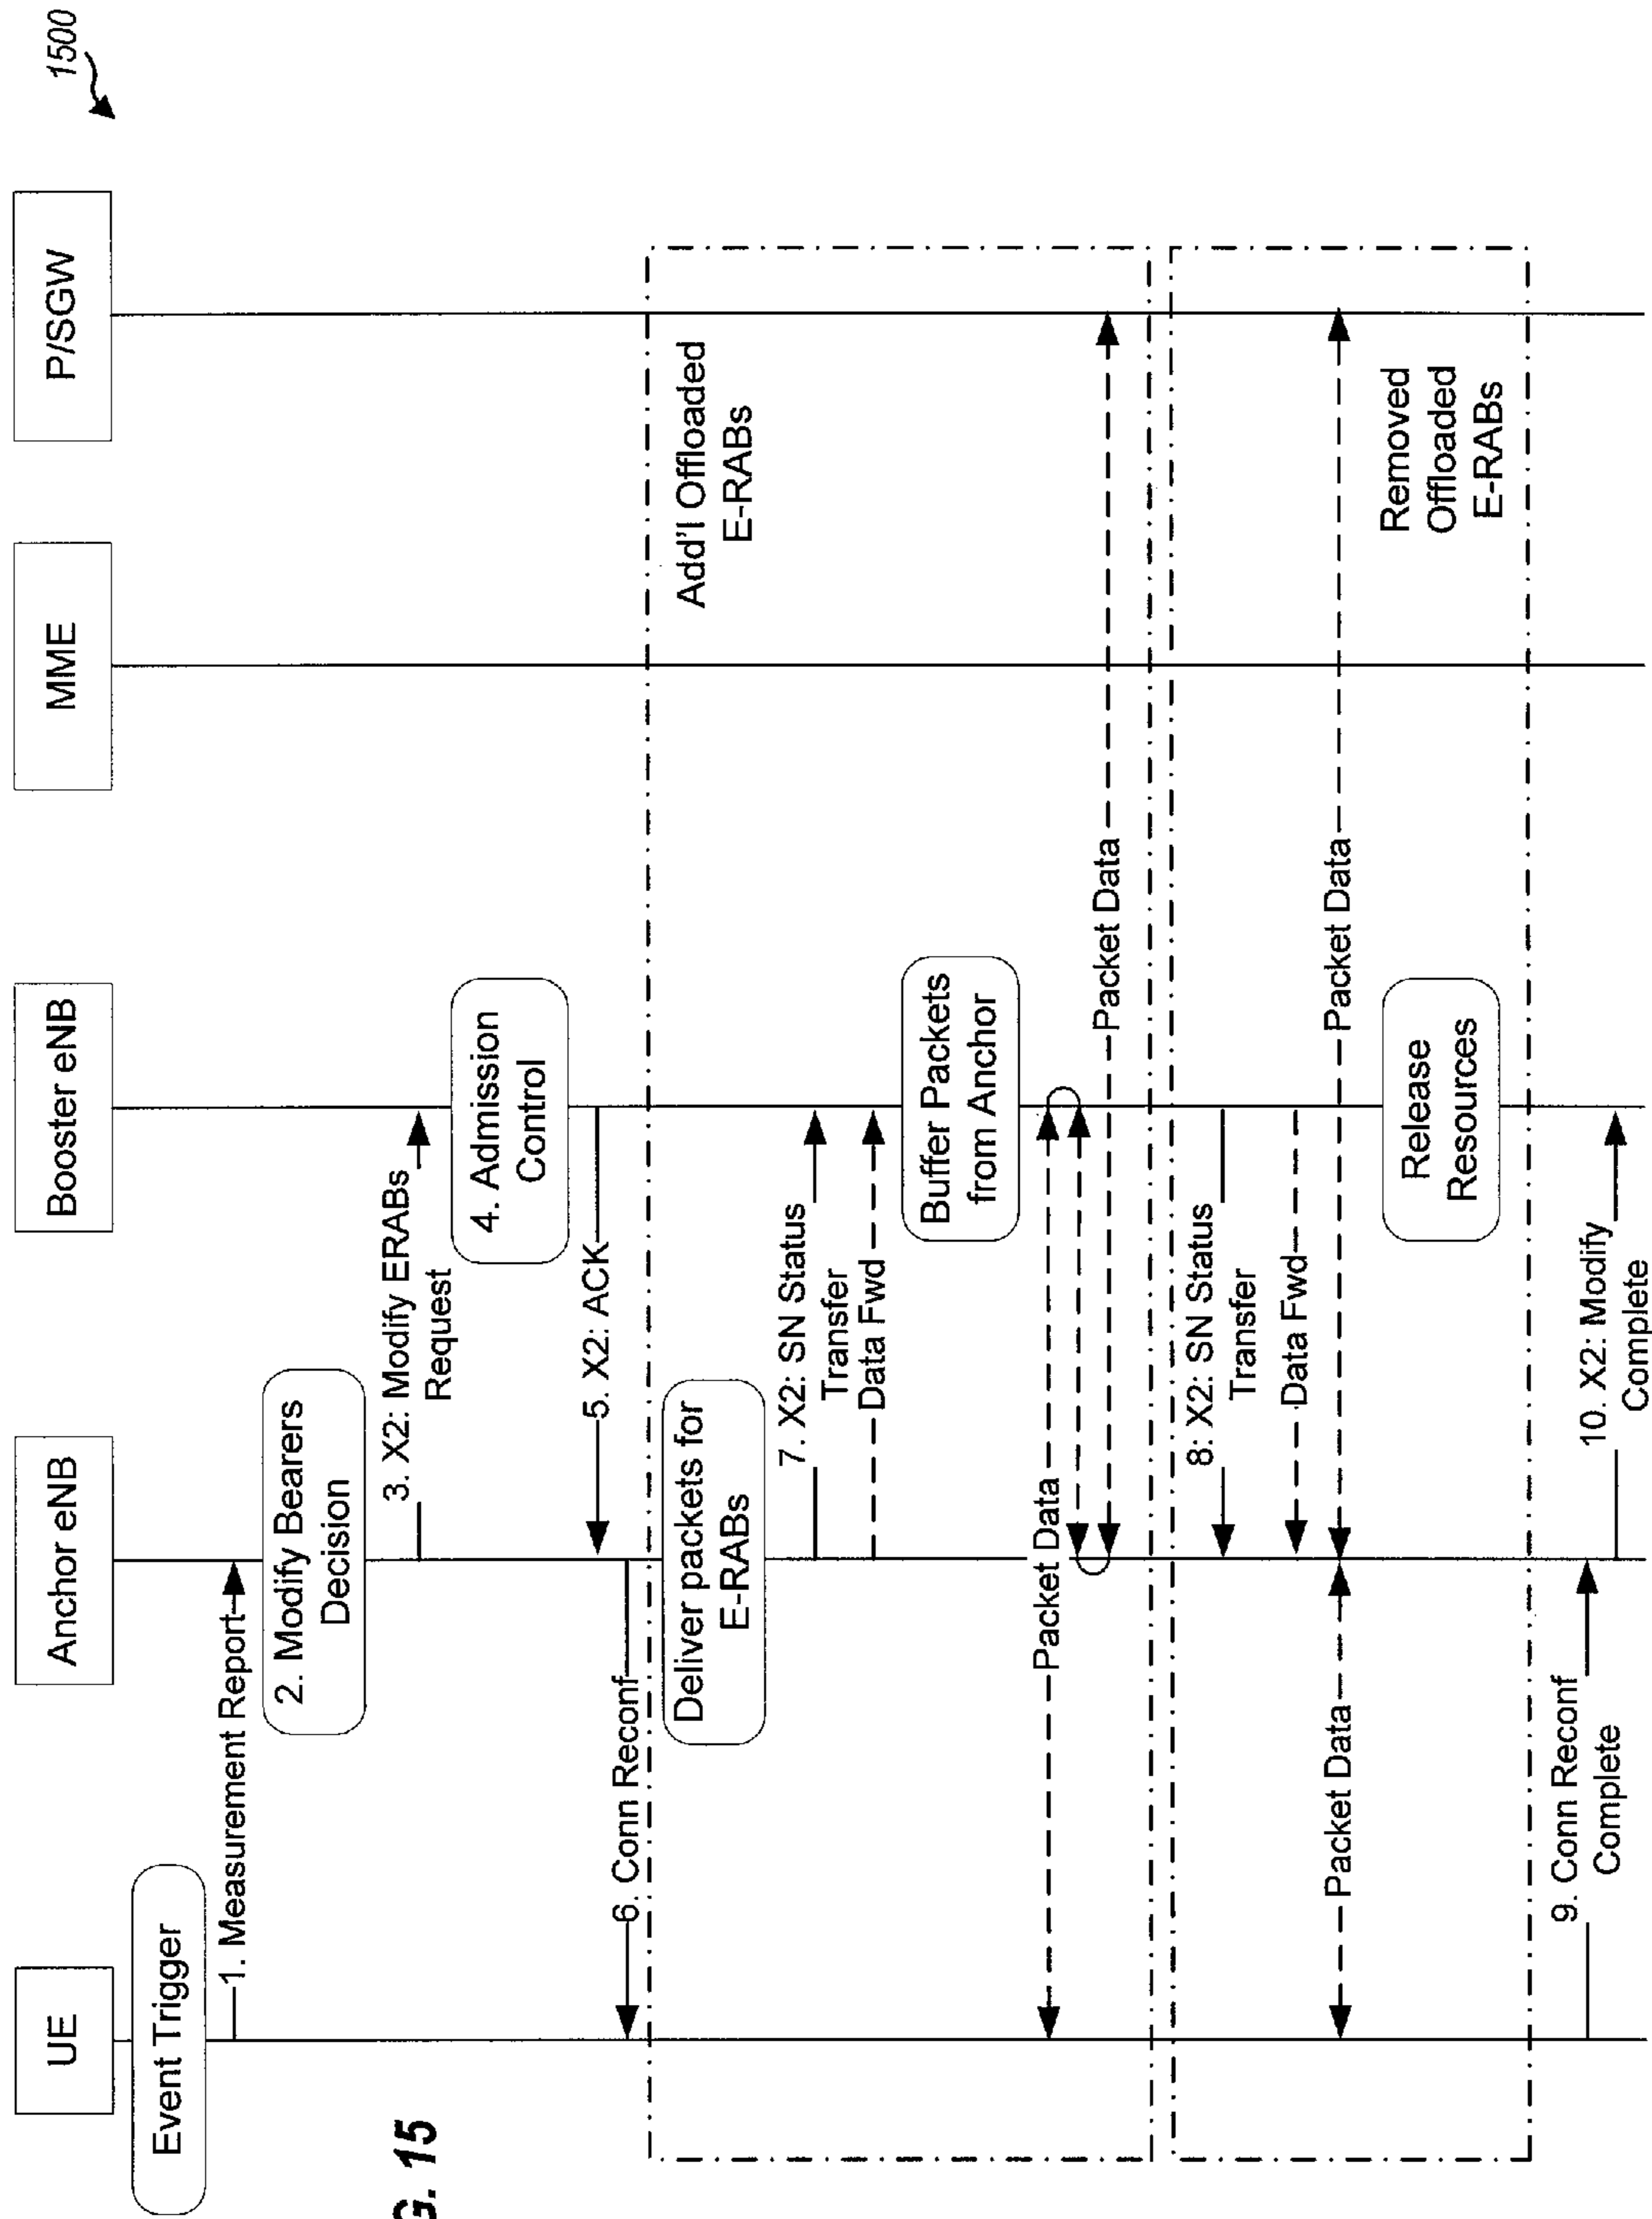 1500
UE
Anchor eNB
Booster eNB
MME
P/SGW
Event Trigger
1. Measurement Report
2. Modify Bearers
Decision
3. X2: Modify ERABs
Request
4. Admission
Control
5. X2: ACK
6. Conn Reconf
Add'l Offloaded
E-RABs
Deliver packets for
E-RABs
7. X2: SN Status
Transfer
Data Fwd
Buffer Packets
from Anchor
Packet Data
Packet Data
8: X2: SN Status
Transfer
Data Fwd
Packet Data
Packet Data
Removed
Offloaded
E-RABs
Release
Resources
9. Conn Reconf
Complete
10. X2: Modify
Complete
G. 15